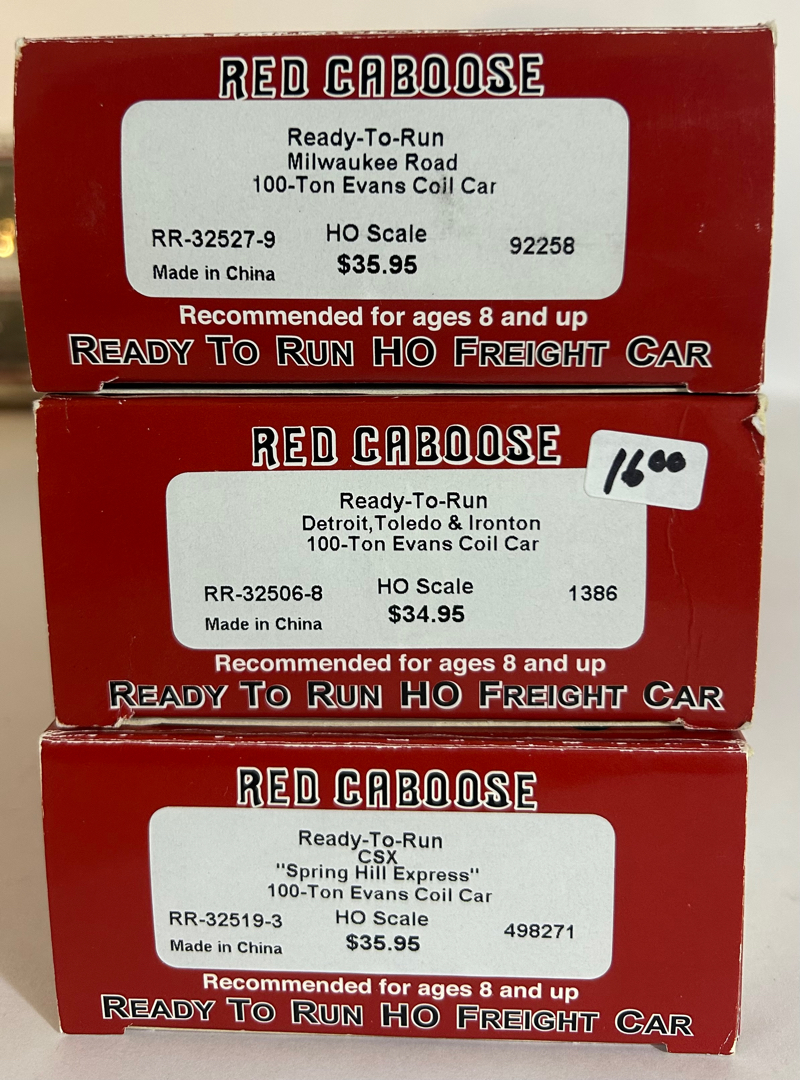 RED CABOOSE
Ready-To-Run
Milwaukee Road
100-Ton Evans Coil Car
RR-32527-9 HO Scale 92258
Made in China $35.95
Recommended for ages 8 and up
READY TO RUN HO FREIGHT CAR
RED CABOOSE
16⁰⁰
Ready-To-Run
Detroit,Toledo & Ironton
100-Ton Evans Coil Car
RR-32506-8 HO Scale 1386
Made in China $34.95
Recommended for ages 8 and up
READY TO RUN HO FREIGHT CAR
RED CABOOSE
Ready-To-Run
CSX
"Spring Hill Express"
100-Ton Evans Coil Car
RR-32519-3 HO Scale 498271
Made in China $35.95
Recommended for ages 8 and up
READY TO RUN HO FREIGHT CAR